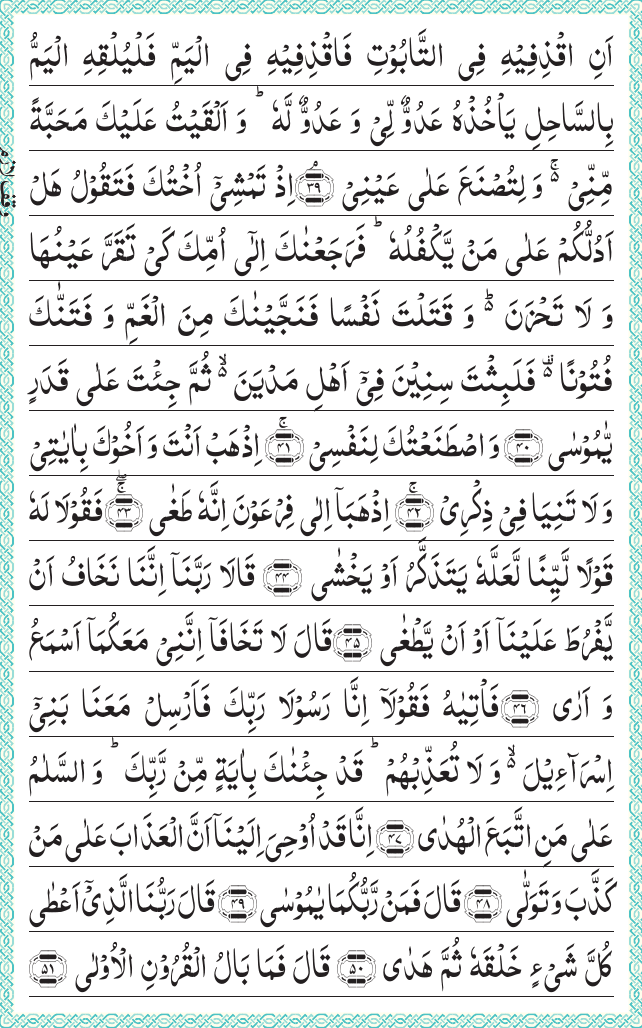 اَنِ اقْذِفِيْهِ فِى التَّابُوْتِ فَاقْذِفِيْهِ فِى الْيَمِّ فَلْيُلْقِهِ الْيَمُّ
بِالسَّاحِلِ يَاْخُذْهُ عَدُوٌّ لِّىْ وَ عَدُوٌّ لَّهٗ ؕ وَ اَلْقَيْتُ عَلَيْكَ مَحَبَّةً
مِّنِّىْ ۬ۚ وَ لِتُصْنَعَ عَلٰى عَيْنِىْ ۘ﴿۳۹﴾ اِذْ تَمْشِىْۤ اُخْتُكَ فَتَقُوْلُ هَلْ
اَدُلُّكُمْ عَلٰى مَنْ يَّكْفُلُهٗ ؕ فَرَجَعْنٰكَ اِلٰٓى اُمِّكَ كَىْ تَقَرَّ عَيْنُهَا
وَ لَا تَحْزَنَ ؕ۬ وَ قَتَلْتَ نَفْسًا فَنَجَّيْنٰكَ مِنَ الْغَمِّ وَ فَتَنّٰكَ
فُتُوْنًا ۬ۗ فَلَبِثْتَ سِنِيْنَ فِىْۤ اَهْلِ مَدْيَنَ ۙ۬ ثُمَّ جِئْتَ عَلٰى قَدَرٍ
يّٰمُوْسٰى ﴿۴۰﴾ وَ اصْطَنَعْتُكَ لِنَفْسِىْ ۚ﴿۴۱﴾ اِذْهَبْ اَنْتَ وَ اَخُوْكَ بِاٰيٰتِىْ
وَ لَا تَنِيَا فِىْ ذِكْرِىْ ۚ﴿۴۲﴾ اِذْهَبَاۤ اِلٰى فِرْعَوْنَ اِنَّهٗ طَغٰى ۚۖ﴿۴۳﴾ فَقُوْلَا لَهٗ
قَوْلًا لَّيِّنًا لَّعَلَّهٗ يَتَذَكَّرُ اَوْ يَخْشٰى ﴿۴۴﴾ قَالَا رَبَّنَاۤ اِنَّنَا نَخَافُ اَنْ
يَّفْرُطَ عَلَيْنَاۤ اَوْ اَنْ يَّطْغٰى ﴿۴۵﴾ قَالَ لَا تَخَافَاۤ اِنَّنِىْ مَعَكُمَاۤ اَسْمَعُ
وَ اَرٰى ﴿۴۶﴾ فَاْتِيٰهُ فَقُوْلَاۤ اِنَّا رَسُوْلَا رَبِّكَ فَاَرْسِلْ مَعَنَا بَنِىْۤ
اِسْرَآءِيْلَ ۙ۬ وَ لَا تُعَذِّبْهُمْ ؕ قَدْ جِئْنٰكَ بِاٰيَةٍ مِّنْ رَّبِّكَ ؕ وَ السَّلٰمُ
عَلٰى مَنِ اتَّبَعَ الْهُدٰى ﴿۴۷﴾ اِنَّا قَدْ اُوْحِىَ اِلَيْنَاۤ اَنَّ الْعَذَابَ عَلٰى مَنْ
كَذَّبَ وَ تَوَلّٰى ﴿۴۸﴾ قَالَ فَمَنْ رَّبُّكُمَا يٰمُوْسٰى ﴿۴۹﴾ قَالَ رَبُّنَا الَّذِىْۤ اَعْطٰى
كُلَّ شَىْءٍ خَلْقَهٗ ثُمَّ هَدٰى ﴿۵۰﴾ قَالَ فَمَا بَالُ الْقُرُوْنِ الْاُوْلٰى ﴿۵۱﴾